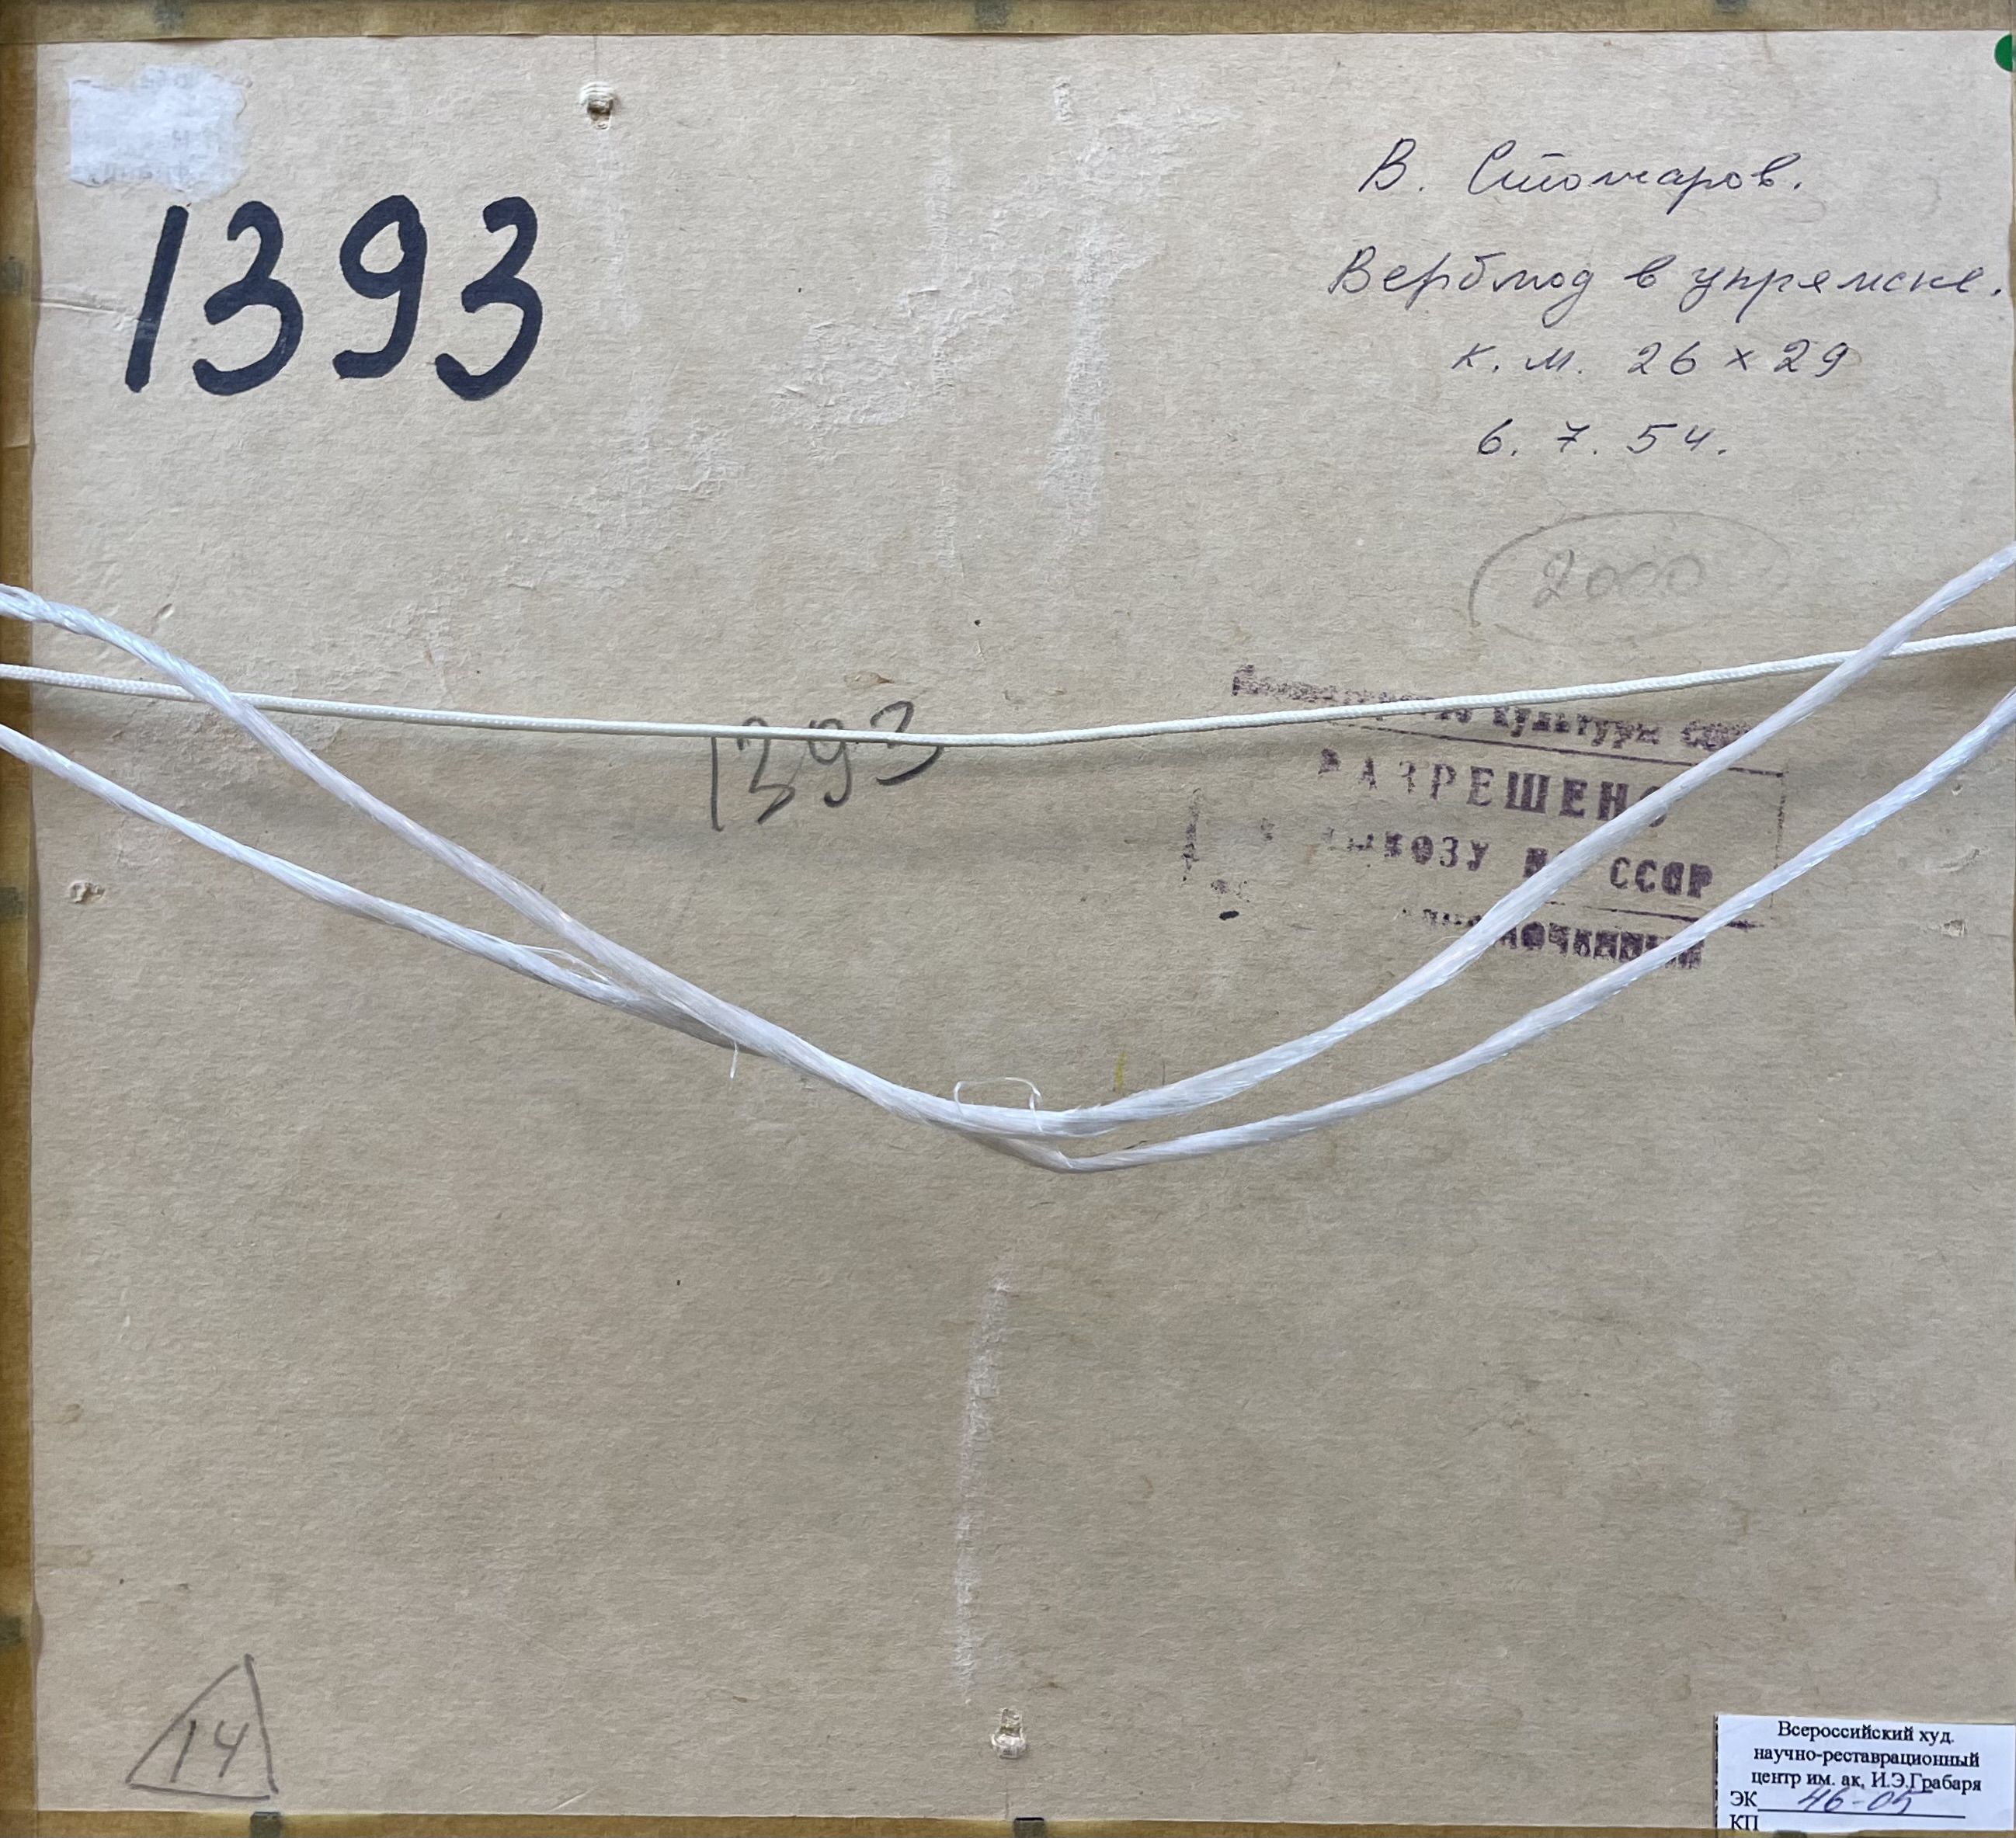 1393
В. Стожаров.
Верблюд в упряжке.
к. м. 26 х 29
6. 7. 54.
2000
1393
культуры
РАЗРЕШЕНО
СССР
14
Всероссийский худ.
научно-реставрационный
центр им. ак. И.Э.Грабаря
ЭК 46-05
КП